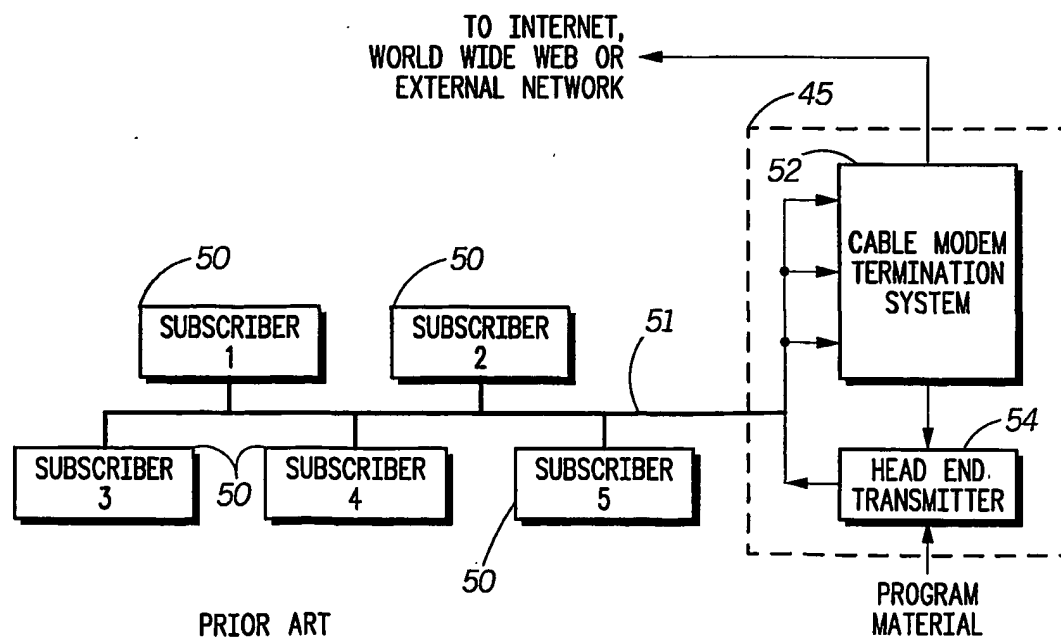 TO INTERNET,
WORLD WIDE WEB OR
EXTERNAL NETWORK
45
52
CABLE MODEM
TERMINATION
SYSTEM
50
50
SUBSCRIBER
1
SUBSCRIBER
2
51
SUBSCRIBER
3
50
SUBSCRIBER
4
SUBSCRIBER
5
50
54
HEAD END
TRANSMITTER
PROGRAM
MATERIAL
PRIOR ART